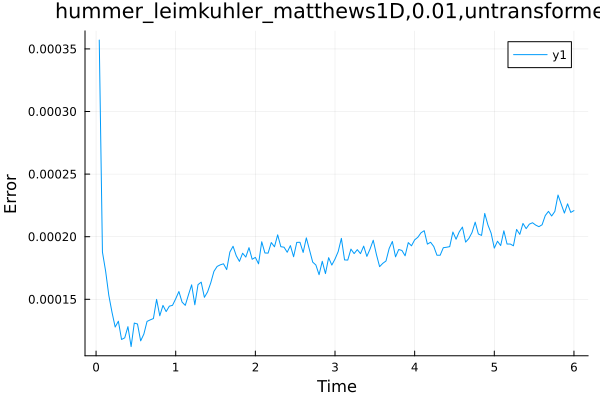 hummer_leimkuhler_matthews1D,0.01,untransforme
y1
0.00035
0.00030
0.00025
0.00020
0.00015
Error
0 1 2 3 4 5 6
Time